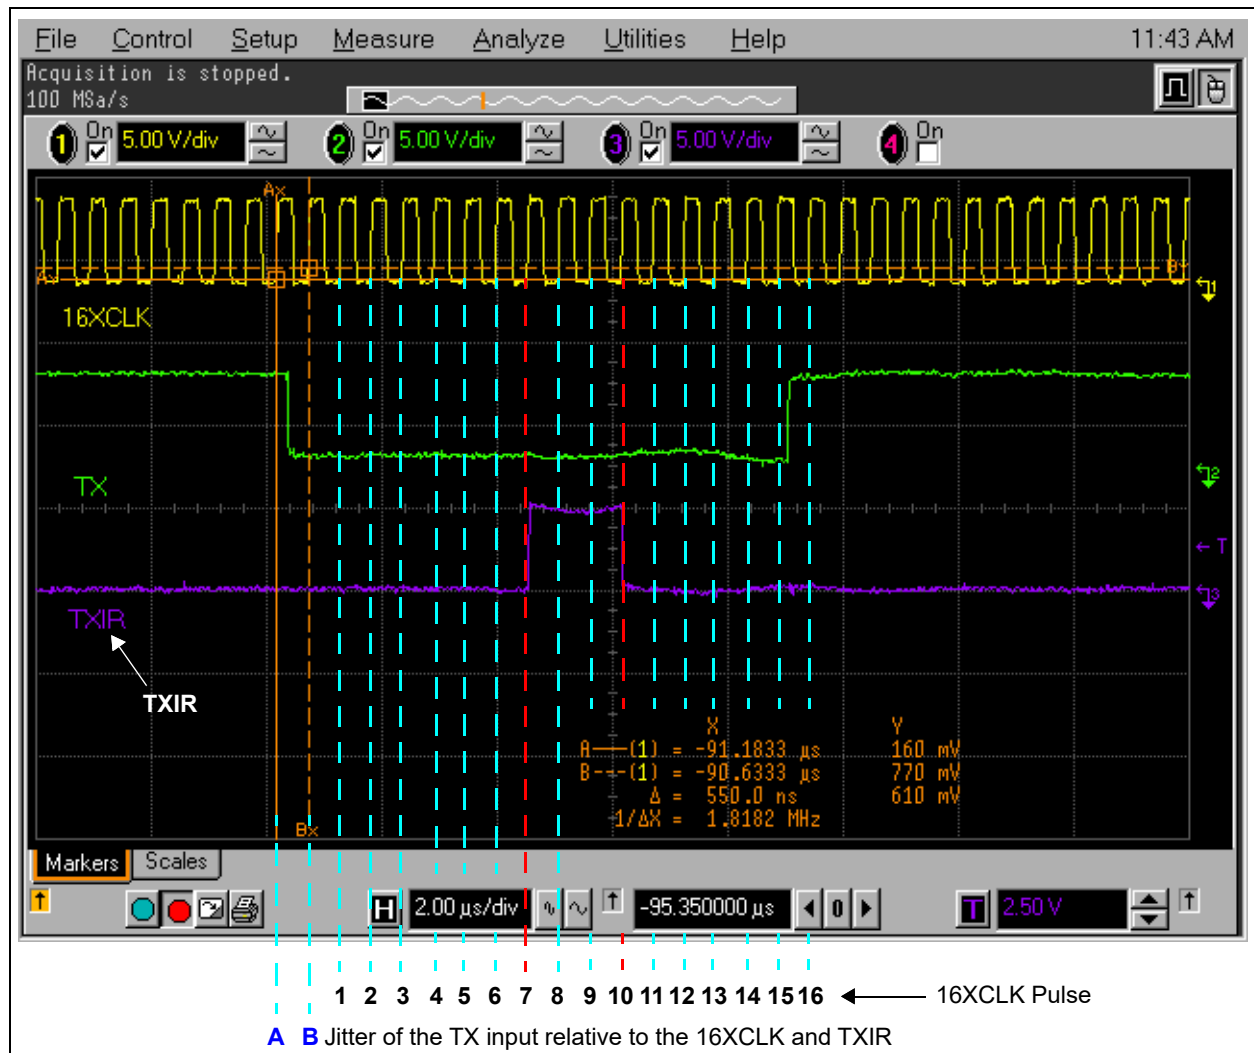 File Control Setup Measure Analyze Utilities Help 11:43 AM
Acquisition is stopped.
100 MSa/s
1 On 5.00 V/div 2 On 5.00 V/div 3 On 5.00 V/div 4 On
Ax
Ax B
1
16XCLK
TX
2
T
3
TXIR
TXIR
X Y
A——(1) = -91.1833 µs 160 mV
B---(1) = -90.6333 µs 770 mV
Δ = 550.0 ns 610 mV
1/ΔX = 1.8182 MHz
Bx
Markers Scales
H 2.00 µs/div -95.350000 µs 0 T 2.50 V
1 2 3 4 5 6 7 8 9 10 11 12 13 14 15 16 16XCLK Pulse
A B Jitter of the TX input relative to the 16XCLK and TXIR